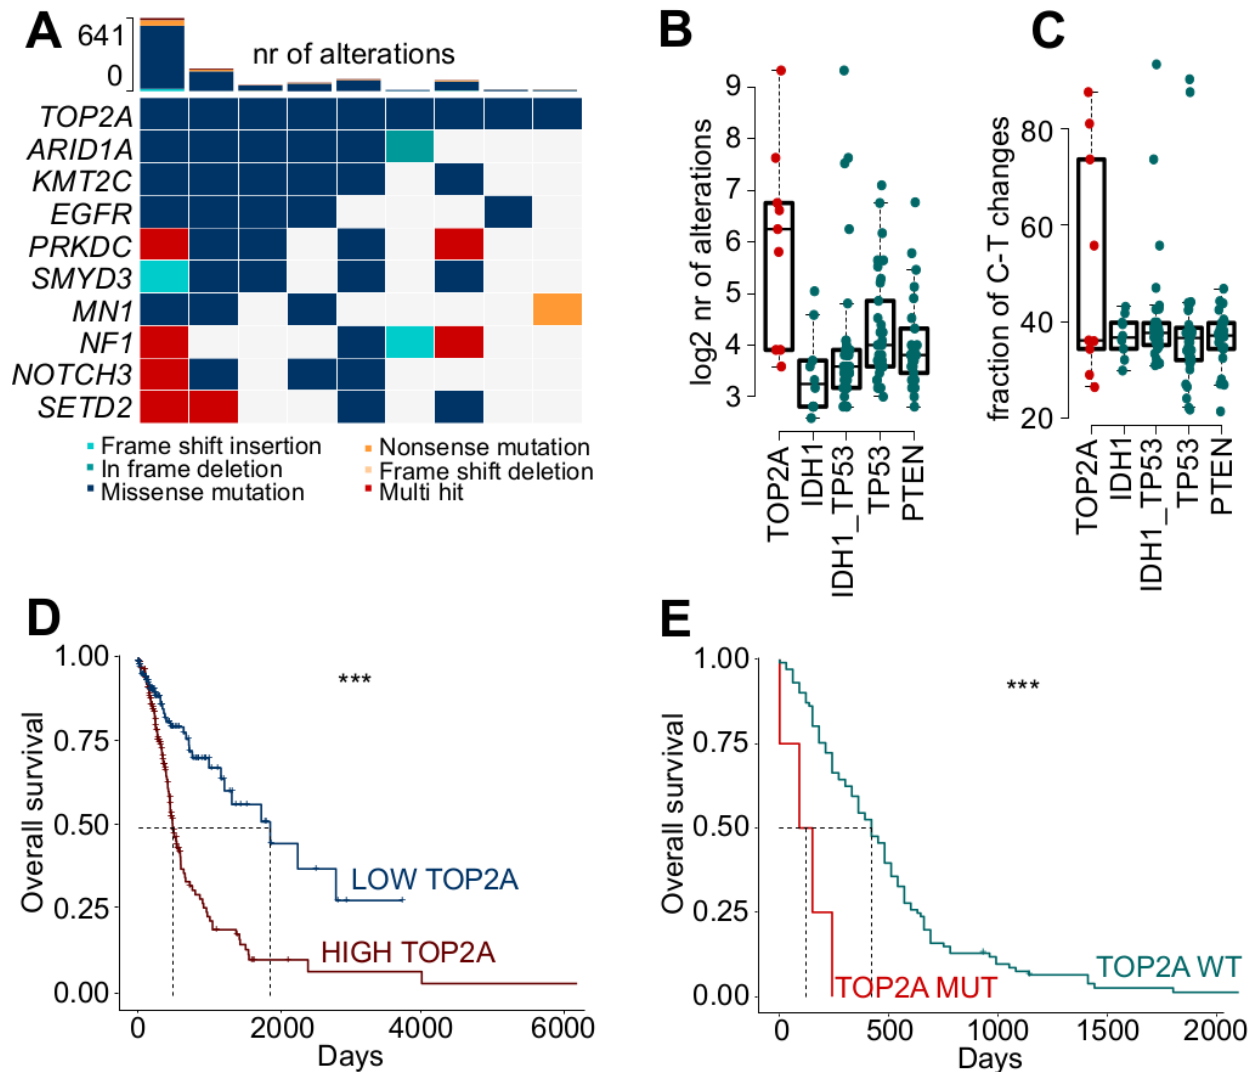 A
641
0
nr of alterations
TOP2A
ARID1A
KMT2C
EGFR
PRKDC
SMYD3
MN1
NF1
NOTCH3
SETD2
Frame shift insertion
In frame deletion
Missense mutation
Nonsense mutation
Frame shift deletion
Multi hit
B
log2 nr of alterations
9
8
7
6
5
4
3
TOP2A
IDH1
IDH1_TP53
TP53
PTEN
C
fraction of C-T changes
80
60
40
20
TOP2A
IDH1
IDH1_TP53
TP53
PTEN
D
Overall survival
1.00
0.75
0.50
0.25
0.00
***
LOW TOP2A
HIGH TOP2A
0
2000
4000
6000
Days
E
Overall survival
1.00
0.75
0.50
0.25
0.00
***
TOP2A MUT
TOP2A WT
0
500
1000
1500
2000
Days